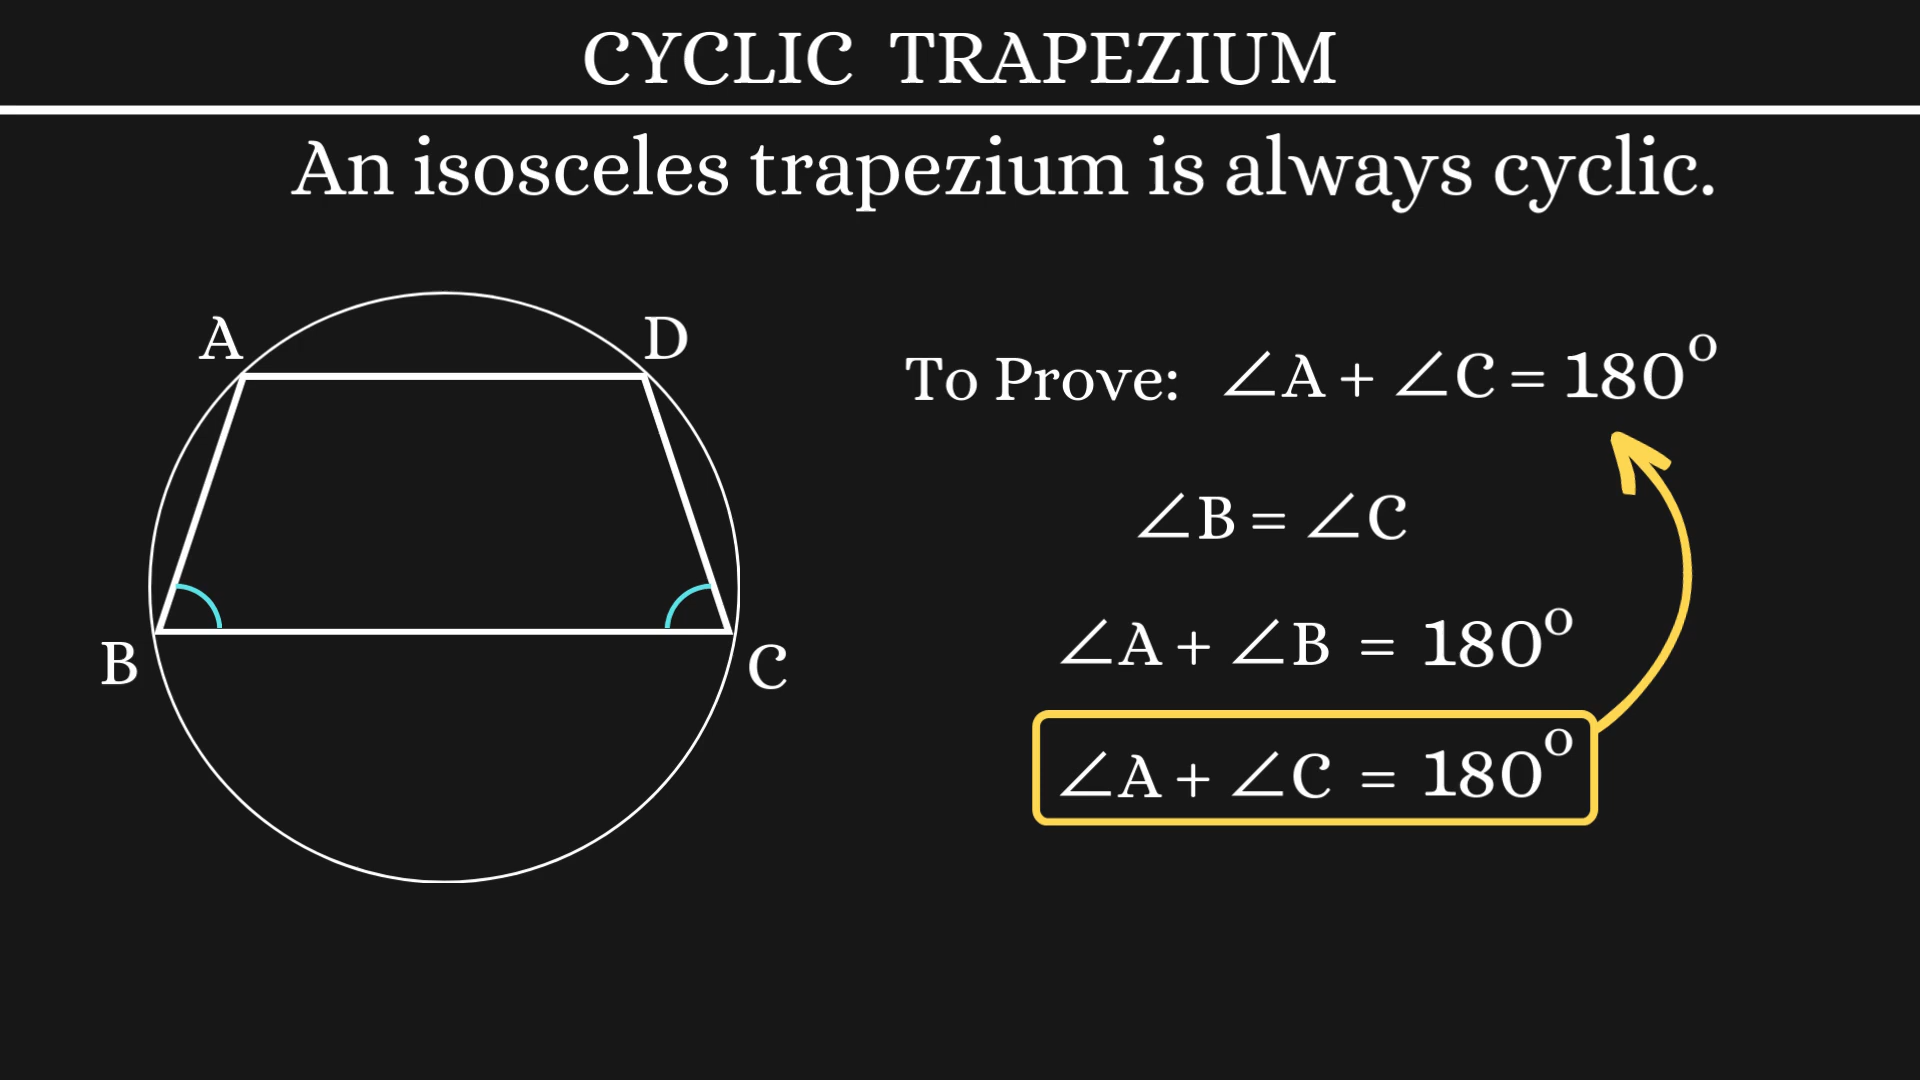 CYCLIC TRAPEZIUM
An isosceles trapezium is always cyclic.
A
D
B
C
To Prove: ∠A + ∠C = 180°
∠B = ∠C
∠A + ∠B = 180°
∠A + ∠C = 180°